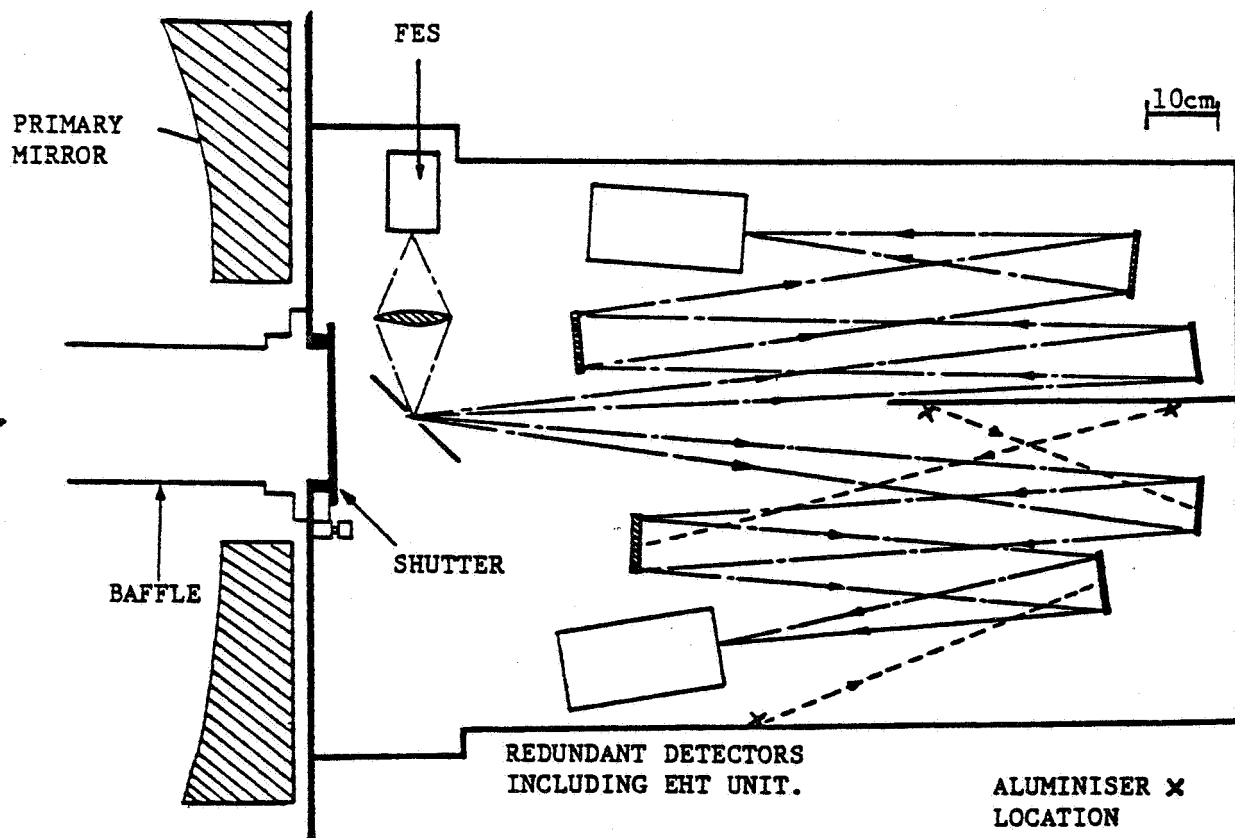 FES
10cm
PRIMARY
MIRROR
SHUTTER
BAFFLE
REDUNDANT DETECTORS
INCLUDING EHT UNIT.
ALUMINISER X
LOCATION